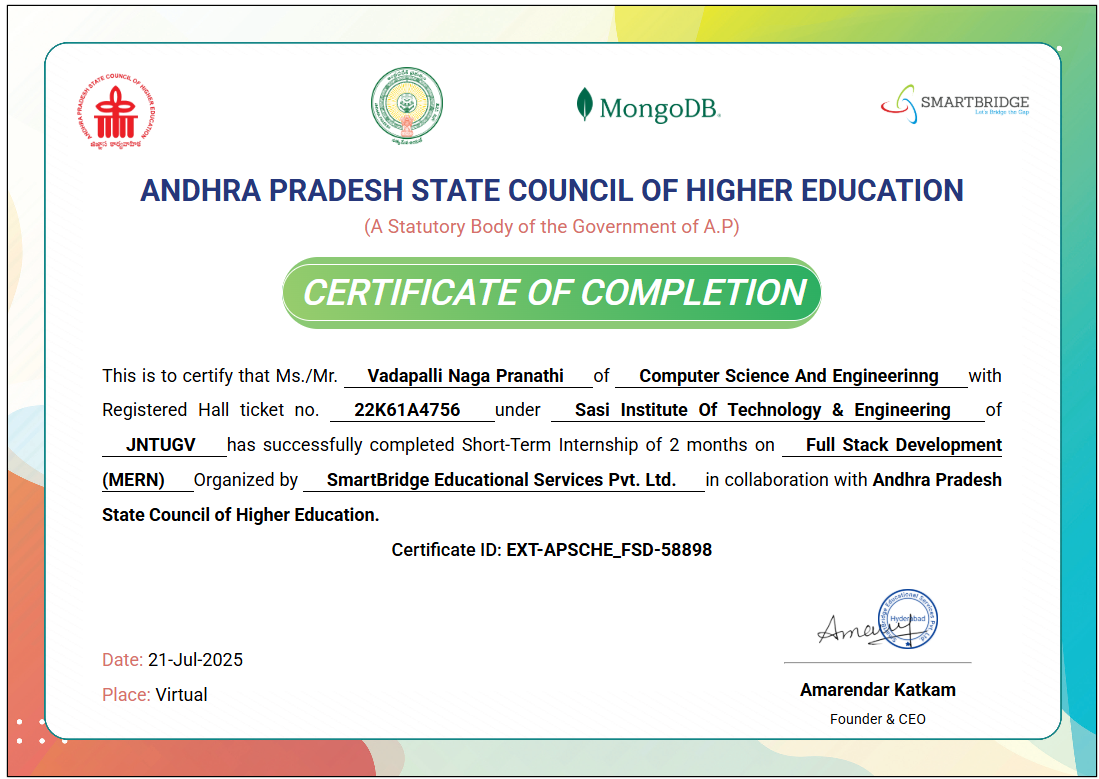 ANDHRA PRADESH STATE COUNCIL OF HIGHER EDUCATION
MongoDB.
SMARTBRIDGE
Let's Bridge the Gap
ANDHRA PRADESH STATE COUNCIL OF HIGHER EDUCATION
(A Statutory Body of the Government of A.P)
CERTIFICATE OF COMPLETION
This is to certify that Ms./Mr. Vadapalli Naga Pranathi of Computer Science And Engineerinng with
Registered Hall ticket no. 22K61A4756 under Sasi Institute Of Technology & Engineering of
JNTUGV has successfully completed Short-Term Internship of 2 months on Full Stack Development
(MERN) Organized by SmartBridge Educational Services Pvt. Ltd. in collaboration with Andhra Pradesh
State Council of Higher Education.
Certificate ID: EXT-APSCHE_FSD-58898
SmartBridge Educational Services Pvt. Ltd.
Hyderabad
Date: 21-Jul-2025
Place: Virtual
Amarendar Katkam
Founder & CEO